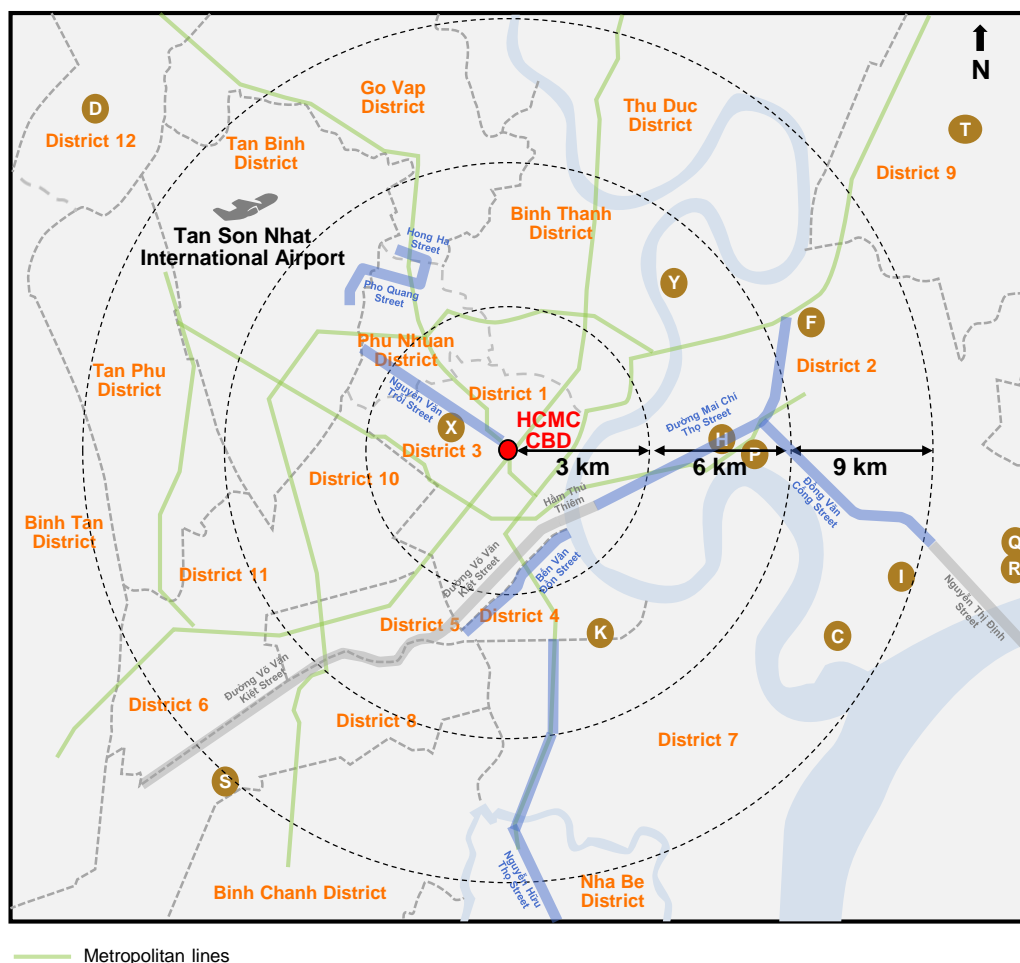 N
Go Vap
District
Thu Duc
District
D
District 12
T
Tan Binh
District
District 9
Binh Thanh
District
Tan Son Nhat
International Airport
Hong Ha
Street
Pho Quang
Street
Y
F
Phu Nhuan
District
District 2
Tan Phu
District
District 1
Nguyễn Văn
Trỗi Street
X
HCMC
CBD
Đường Mai Chí
Thọ Street
H
P
District 3
3 km
6 km
9 km
District 10
Đồng Văn
Cống Street
Hầm Thủ
Thiêm
Binh Tan
District
Đường Võ Văn
Kiệt Street
Bến Vân
Đồn Street
Q
R
I
District 11
Nguyễn Thị Định
Street
District 4
District 5
K
C
Đường Võ Văn
Kiệt Street
District 6
District 8
District 7
S
Nguyễn Hữu
Thọ Street
Binh Chanh District
Nha Be
District
Metropolitan lines